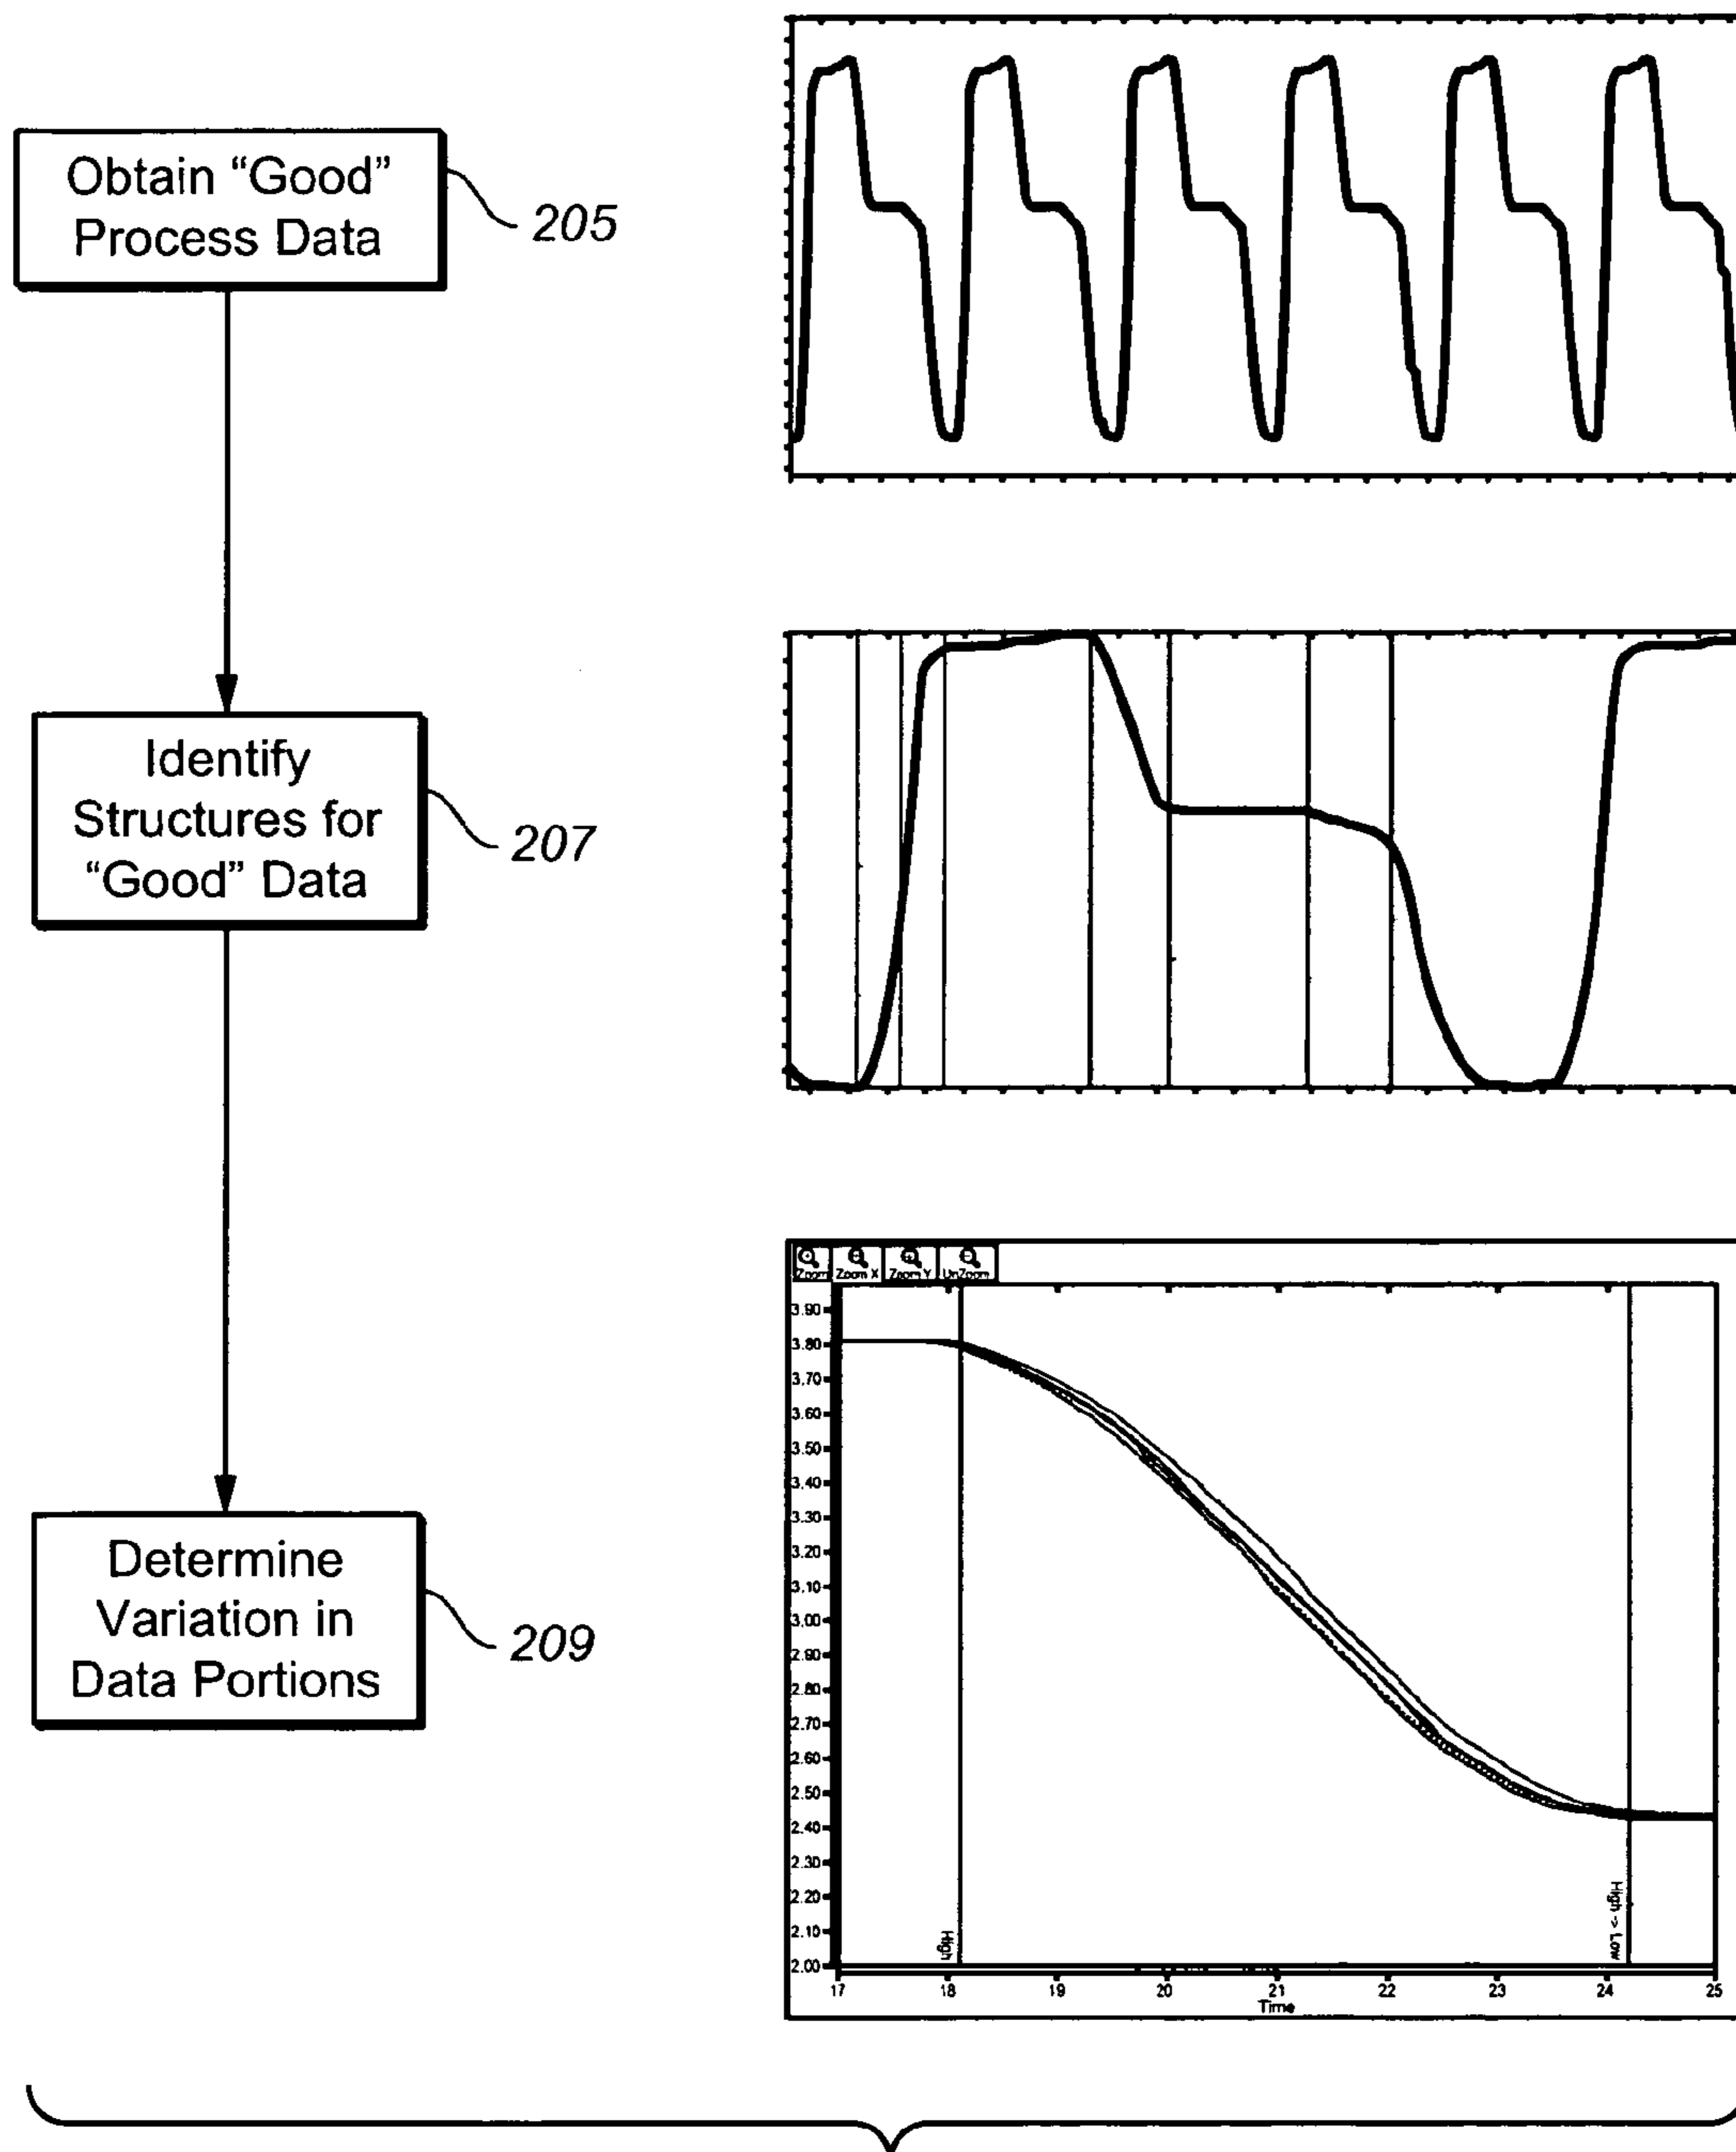 Obtain “Good”
Process Data
205
Identify
Structures for
“Good” Data
207
Determine
Variation in
Data Portions
209
Zoom Zoom X Zoom Y UnZoom
3.90
3.80
3.70
3.60
3.50
3.40
3.30
3.20
3.10
3.00
2.90
2.80
2.70
2.60
2.50
2.40
2.30
2.20
2.10
2.00
High
High -> Low
17 18 19 20 21 22 23 24 25
Time